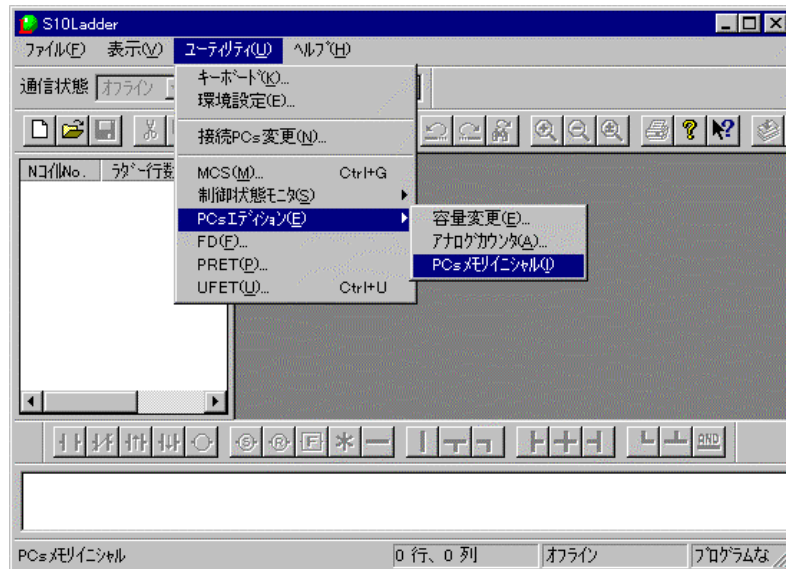 S10Ladder
ファイル(F) 表示(V) ユーティリティ(U) ヘルプ(H)
通信状態 オフライン
キーボード(K)...
環境設定(E)...
接続PCs変更(N)...
NコイルNo. ラダー行数
MCS(M)... Ctrl+G
制御状態モニタ(S)
PCsエディション(E)
FD(F)...
PRET(P)...
UFET(U)... Ctrl+U
容量変更(E)...
アナログカウンタ(A)...
PCsメモリイニシャル(I)
S R F AND
PCsメモリイニシャル 0 行、0 列 オフライン プログラムな